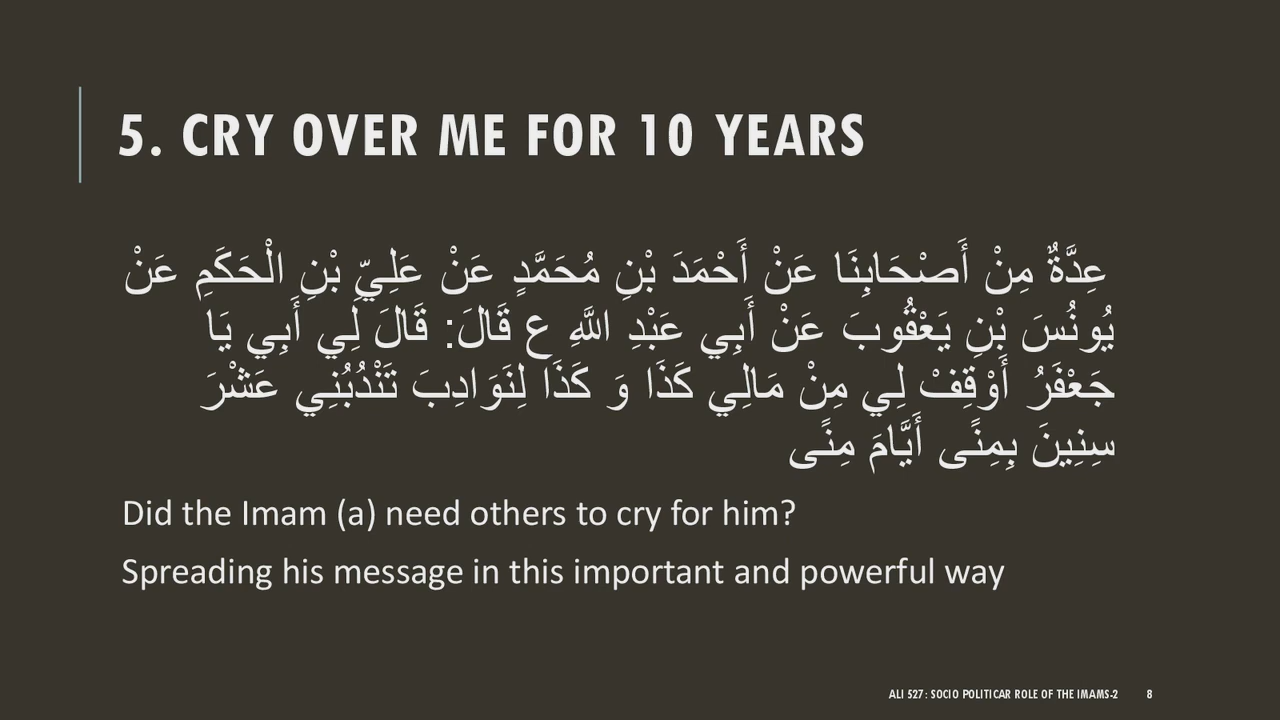 5. CRY OVER ME FOR 10 YEARS
عِدَّةٌ مِنْ أَصْحَابِنَا عَنْ أَحْمَدَ بْنِ مُحَمَّدٍ عَنْ عَلِيِّ بْنِ الْحَكَمِ عَنْ
يُونُسَ بْنِ يَعْقُوبَ عَنْ أَبِي عَبْدِ اللَّهِ ع قَالَ: قَالَ لِي أَبِي يَا
جَعْفَرُ أَوْقِفْ لِي مِنْ مَالِي كَذَا وَ كَذَا لِنَوَادِبَ تَنْدُبُنِي عَشْرَ
سِنِينَ بِمِنًى أَيَّامَ مِنًى
Did the Imam (a) need others to cry for him?
Spreading his message in this important and powerful way
ALI 527: SOCIO POLITICAR ROLE OF THE IMAMS-2 8